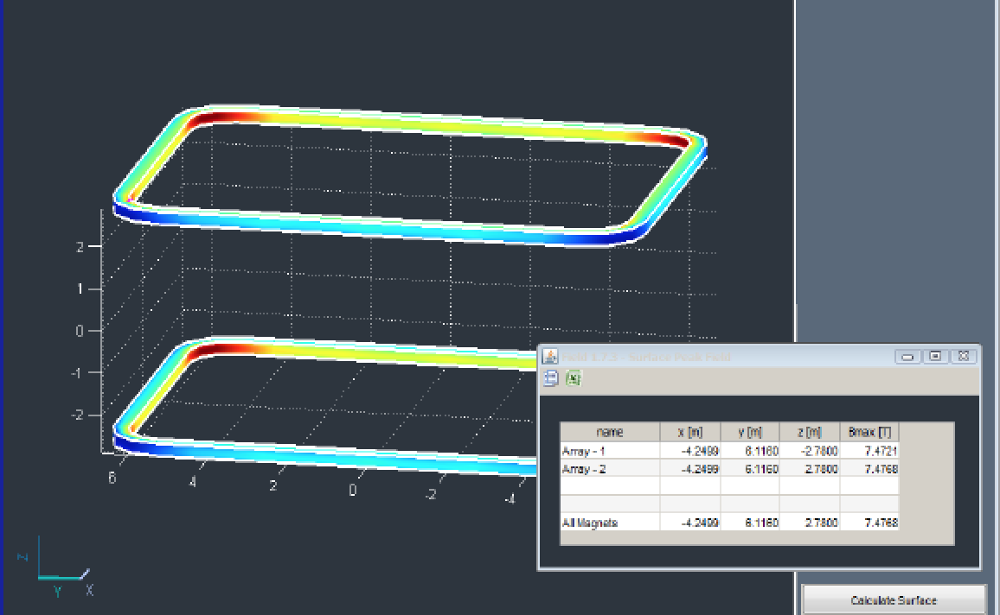 2
1
0
-1
-2
6
4
2
0
-2
-4
Z
Y X
Field 1.7.3 - Surface Peak Field
name x [m] y [m] z [m] Bmax [T]
Array - 1 -4.2499 6.1160 -2.7800 7.4721
Array - 2 -4.2499 6.1160 2.7800 7.4768
All Magnets -4.2499 6.1160 2.7800 7.4768
Calculate Surface